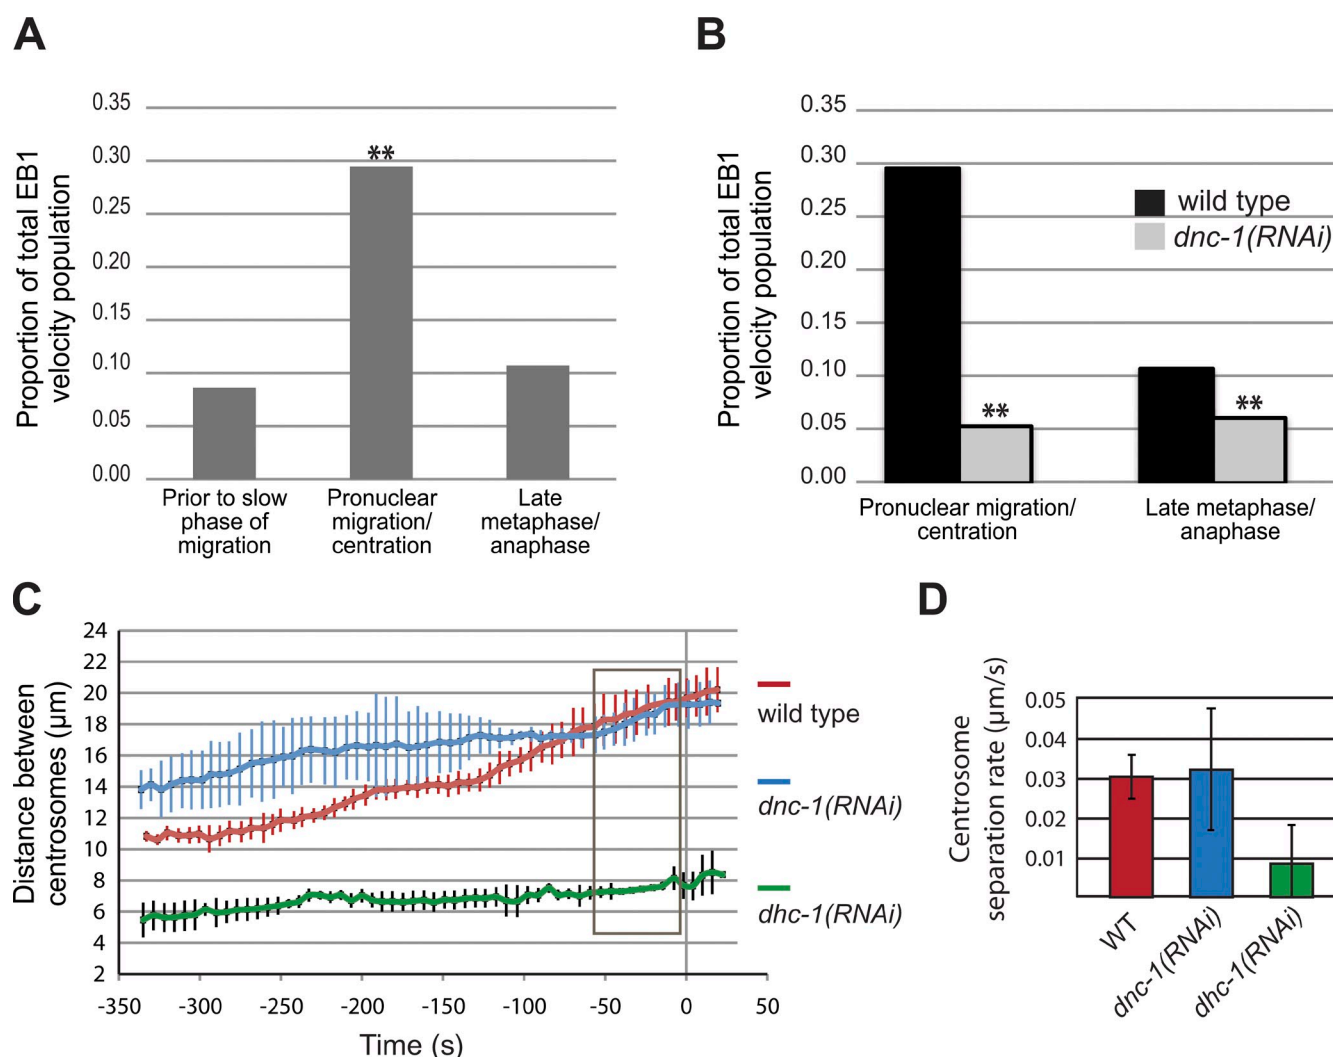 A
0.35
0.30
0.25
0.20
0.15
0.10
0.05
0.00
Proportion of total EB1
velocity population
**
Prior to slow
phase of
migration
Pronuclear
migration/
centration
Late
metaphase/
anaphase
B
0.35
0.30
0.25
0.20
0.15
0.10
0.05
0.00
Proportion of total EB1
velocity population
wild type
dnc-1(RNAi)
**
**
Pronuclear migration/
centration
Late metaphase/
anaphase
C
24
22
20
18
16
14
12
10
8
6
4
2
Distance between
centrosomes (µm)
-350 -300 -250 -200 -150 -100 -50 0 50
Time (s)
wild type
dnc-1(RNAi)
dhc-1(RNAi)
D
0.05
0.04
0.03
0.02
0.01
Centrosome
separation rate (µm/s)
WT
dnc-1(RNAi)
dhc-1(RNAi)